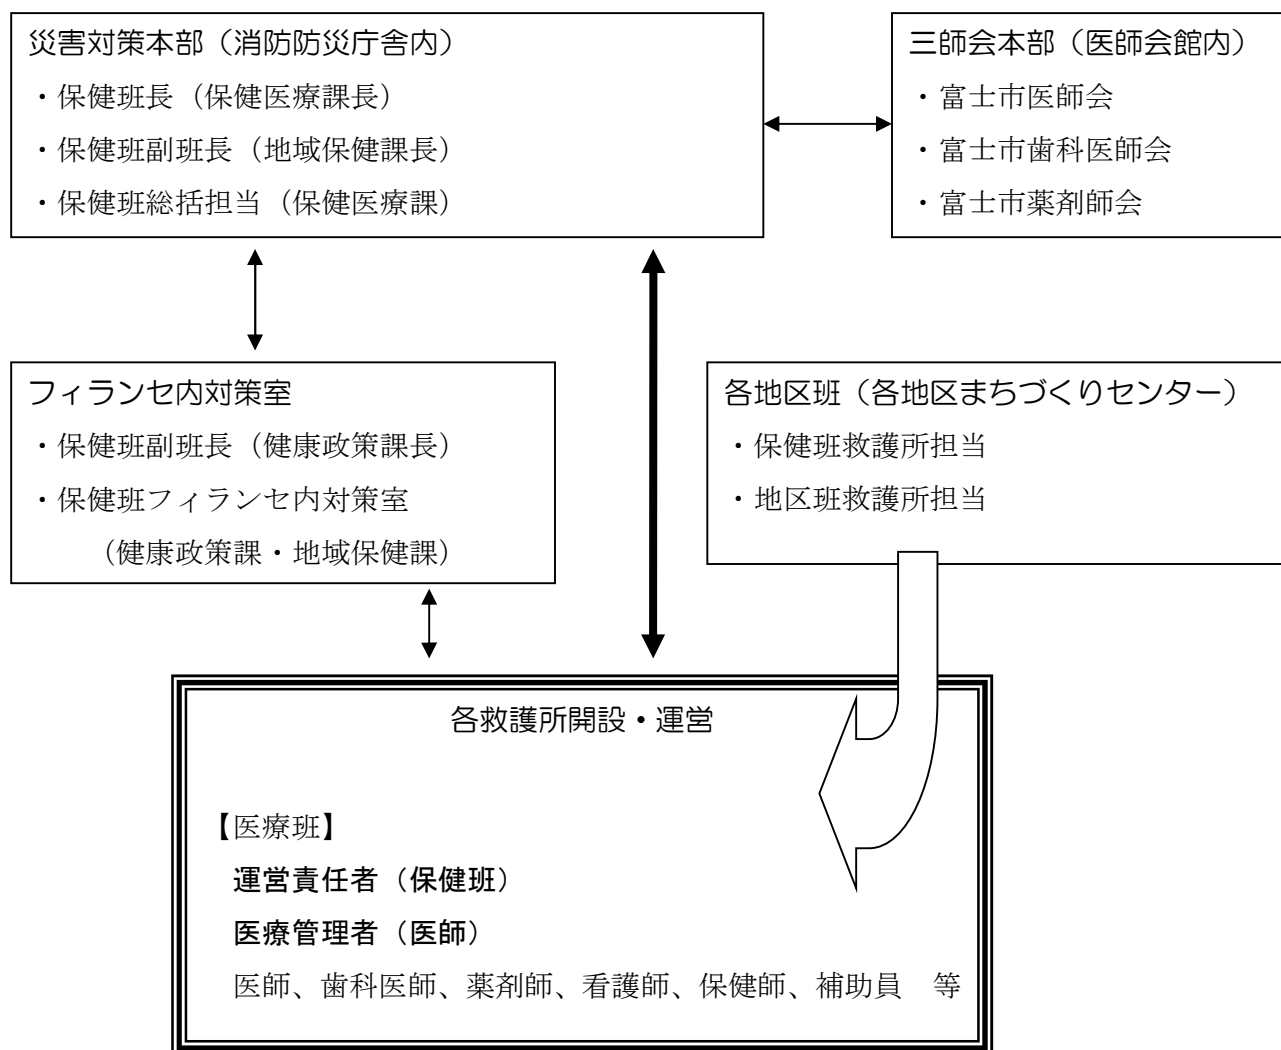 災害対策本部（消防防災庁舎内）
・保健班長（保健医療課長）
・保健班副班長（地域保健課長）
・保健班総括担当（保健医療課）
三師会本部（医師会館内）
・富士市医師会
・富士市歯科医師会
・富士市薬剤師会
フィランセ内対策室
・保健班副班長（健康政策課長）
・保健班フィランセ内対策室
（健康政策課・地域保健課）
各地区班（各地区まちづくりセンター）
・保健班救護所担当
・地区班救護所担当
各救護所開設・運営
【医療班】
運営責任者（保健班）
医療管理者（医師）
医師、歯科医師、薬剤師、看護師、保健師、補助員　等